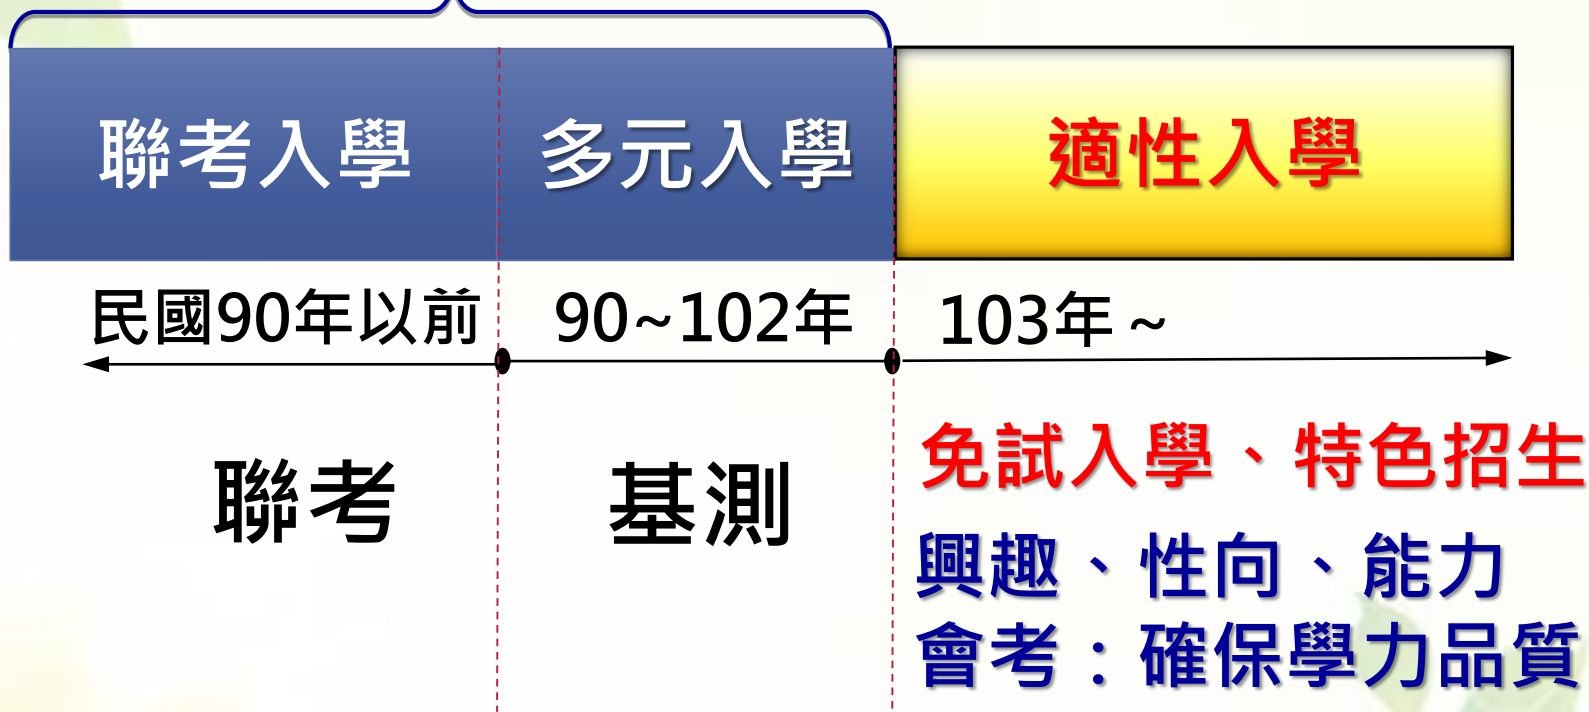 聯考入學 多元入學 適性入學
民國90年以前 90~102年 103年~
聯考 基測 免試入學、特色招生
興趣、性向、能力
會考：確保學力品質